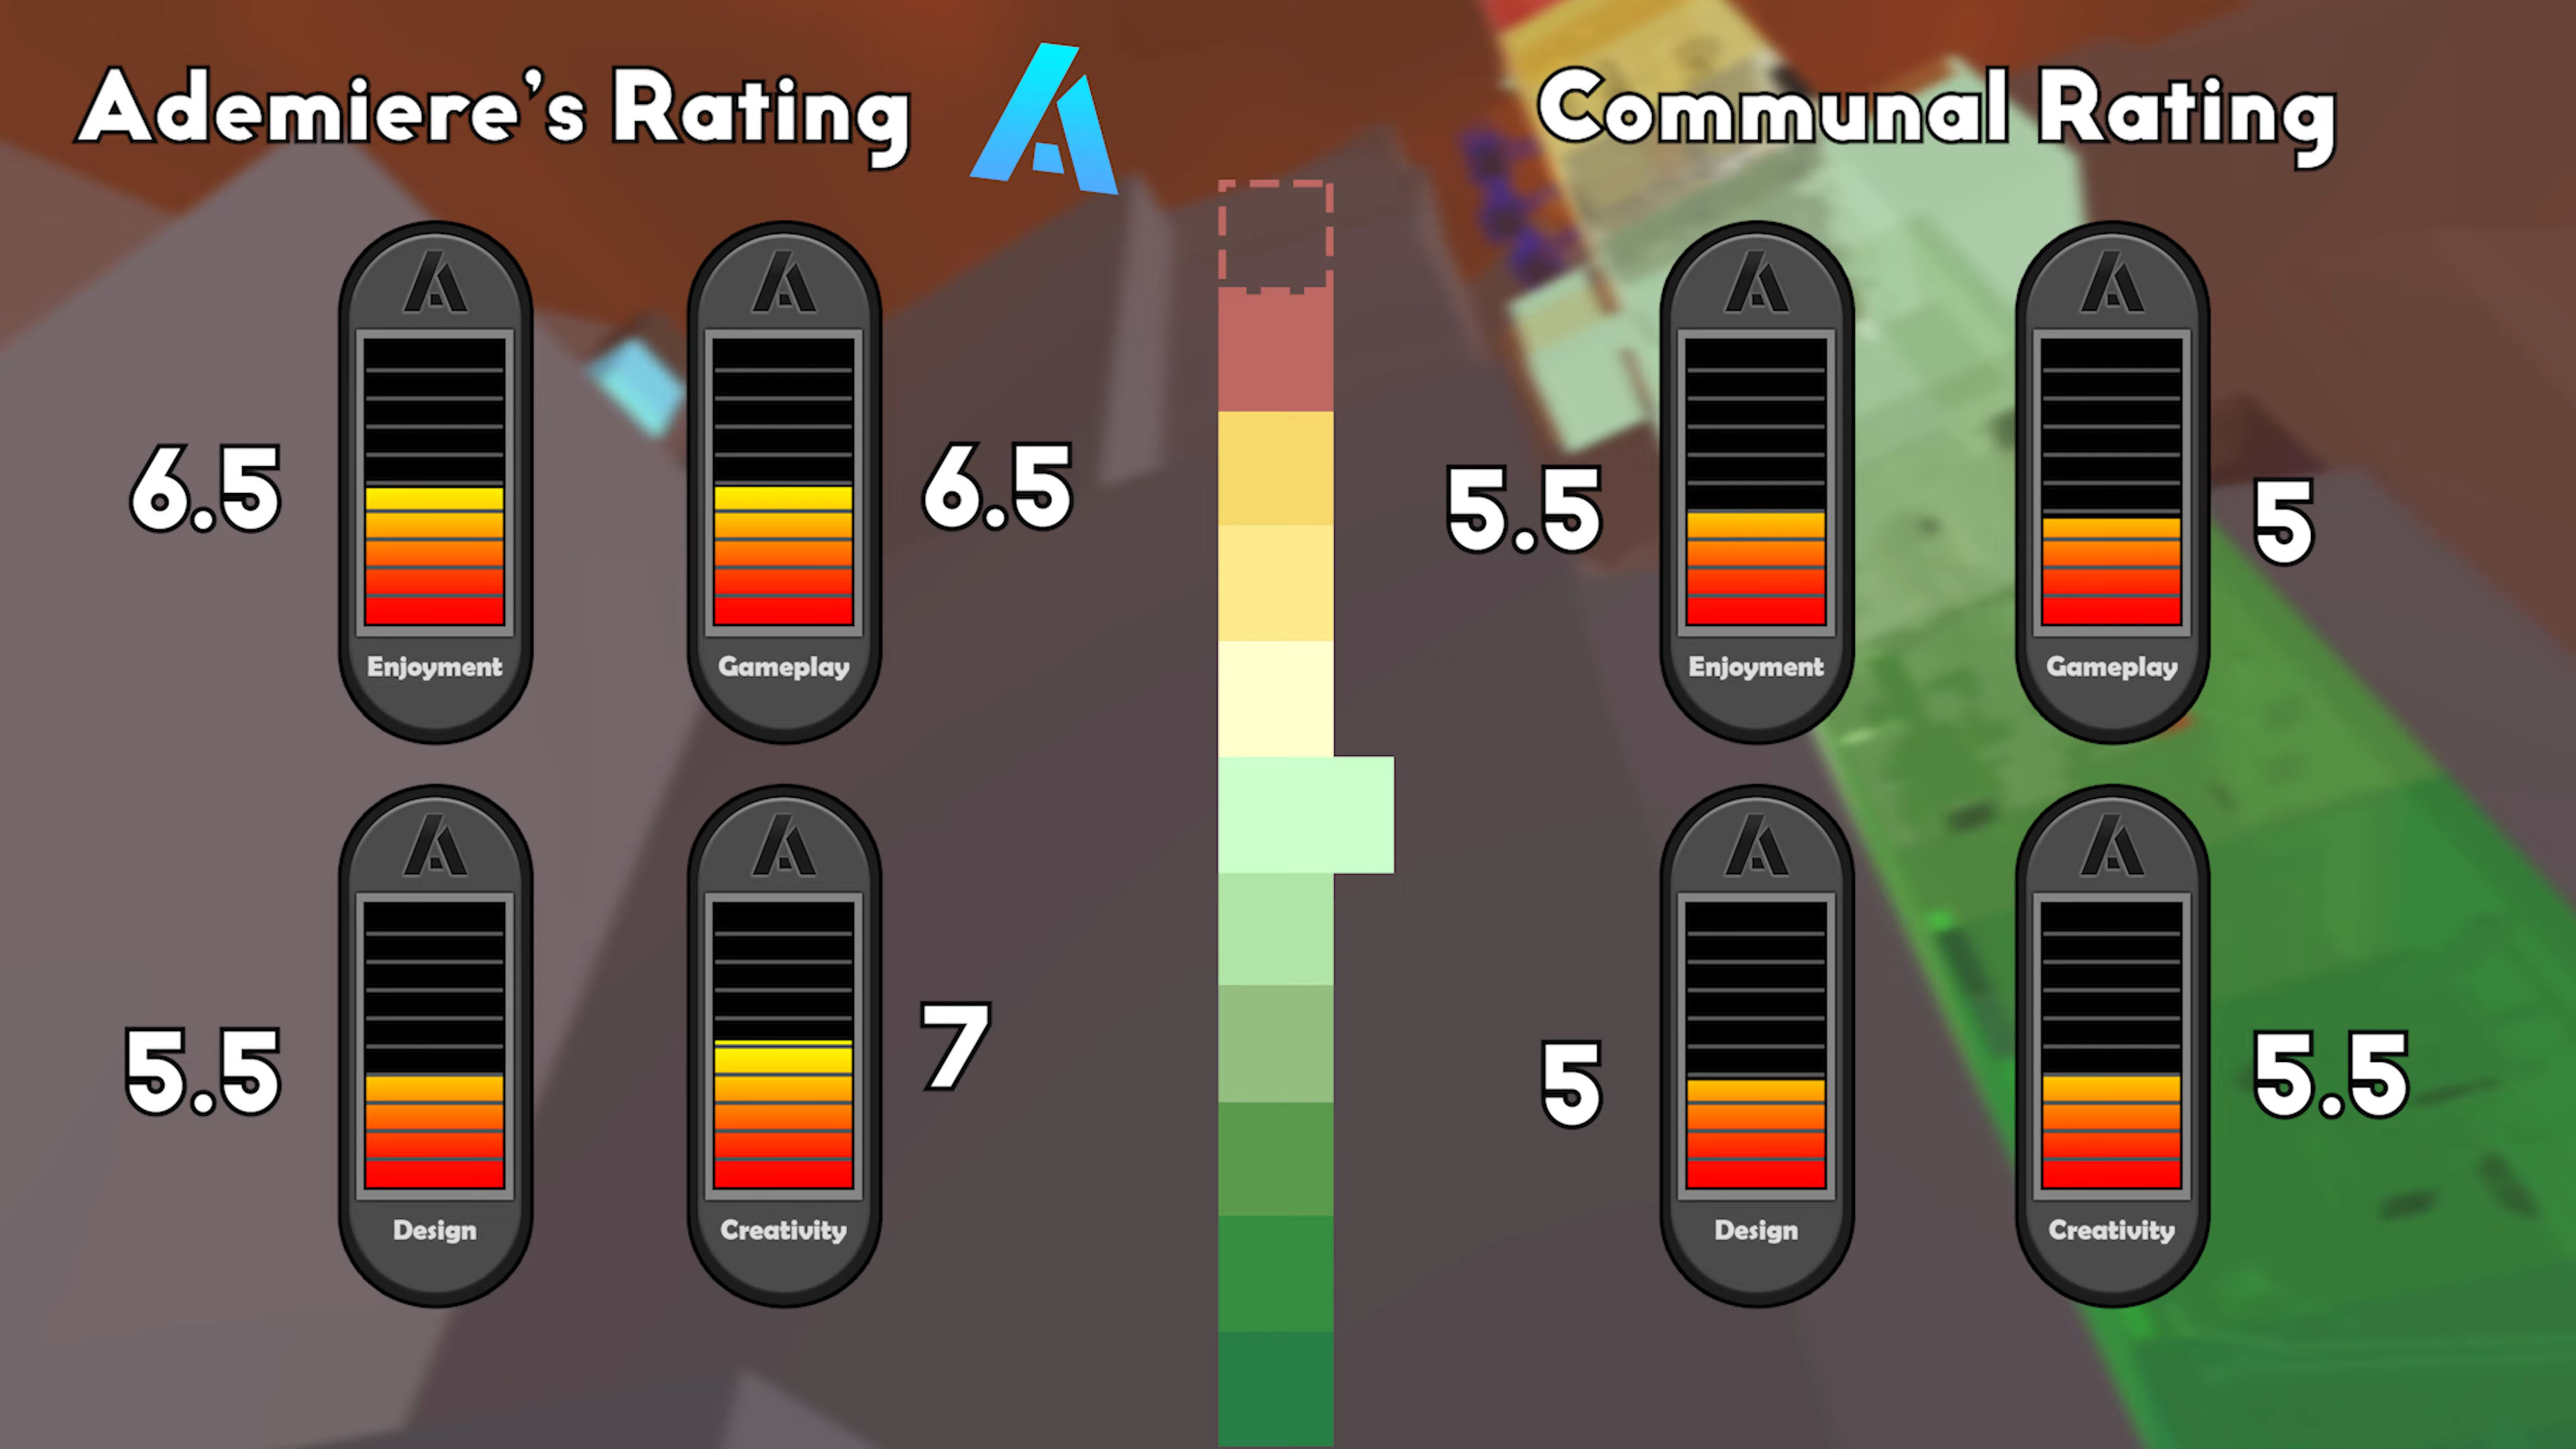 Ademiere's Rating
6.5
Enjoyment
Gameplay
6.5
5.5
Design
Creativity
7
Communal Rating
5.5
Enjoyment
Gameplay
5
5
Design
Creativity
5.5